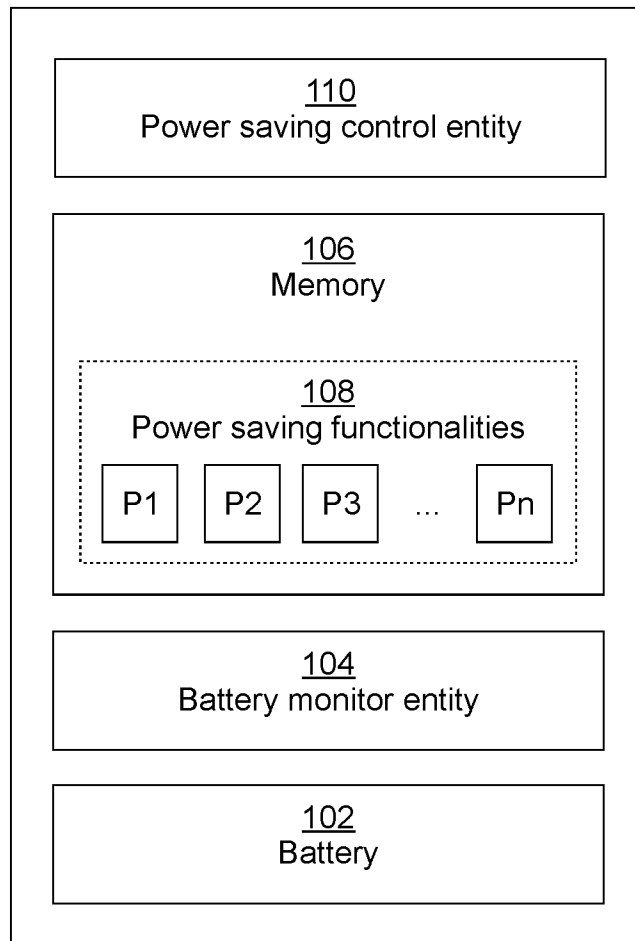 110
Power saving control entity
106
Memory
108
Power saving functionalities
P1 P2 P3 ... Pn
104
Battery monitor entity
102
Battery